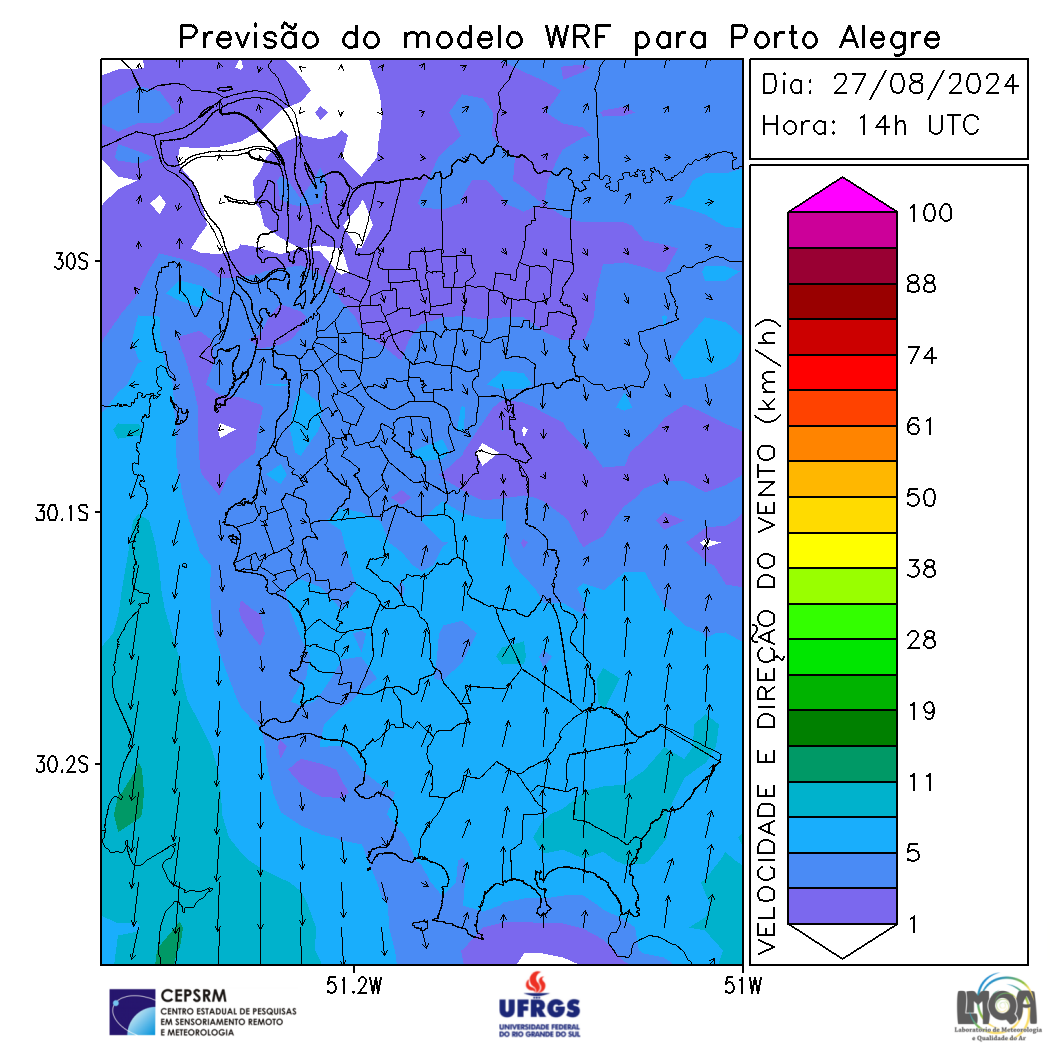 Previsão do modelo WRF para Porto Alegre
Dia: 27/08/2024
Hora: 14h UTC
30S
30.1S
30.2S
51.2W
51W
VELOCIDADE E DIREÇÃO DO VENTO (km/h)
100
88
74
61
50
38
28
19
11
5
1
CEPSRM
CENTRO ESTADUAL DE PESQUISAS
EM SENSORIAMENTO REMOTO
E METEOROLOGIA
UFRGS
UNIVERSIDADE FEDERAL
DO RIO GRANDE DO SUL
LMQA
Laboratório de Meteorologia
e Qualidade do Ar